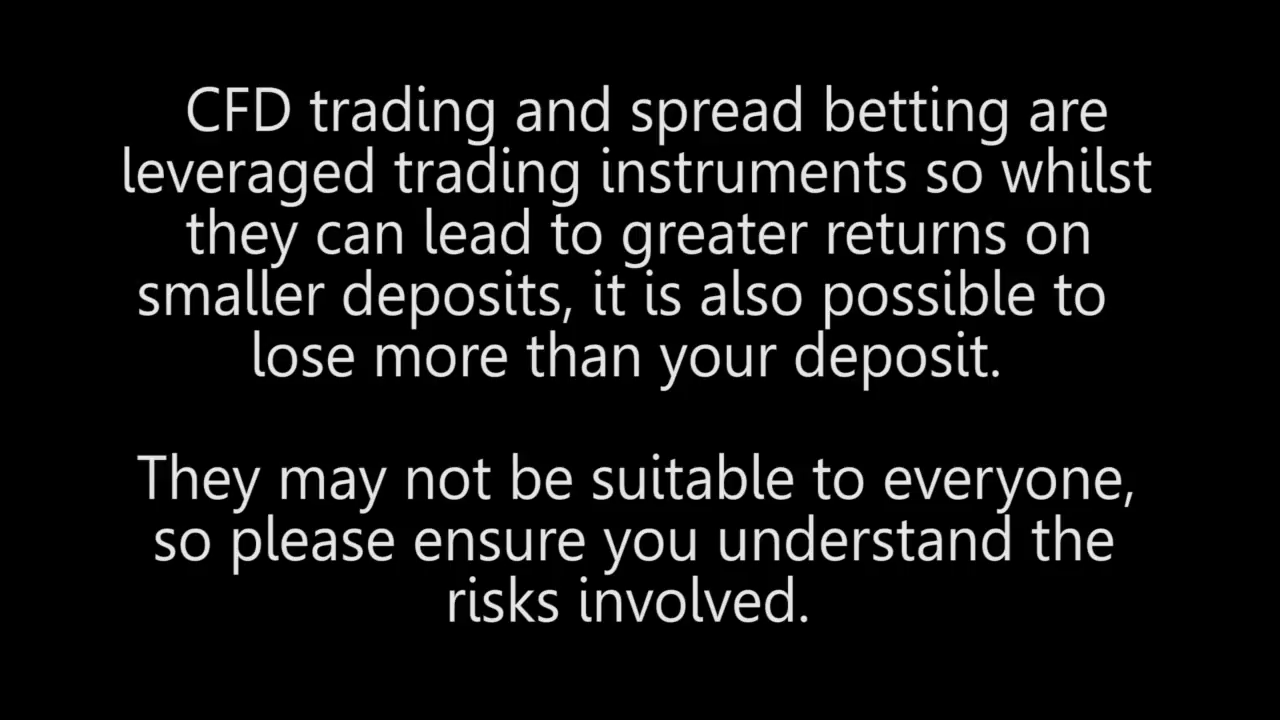 CFD trading and spread betting are
leveraged trading instruments so whilst
they can lead to greater returns on
smaller deposits, it is also possible to
lose more than your deposit.
They may not be suitable to everyone,
so please ensure you understand the
risks involved.